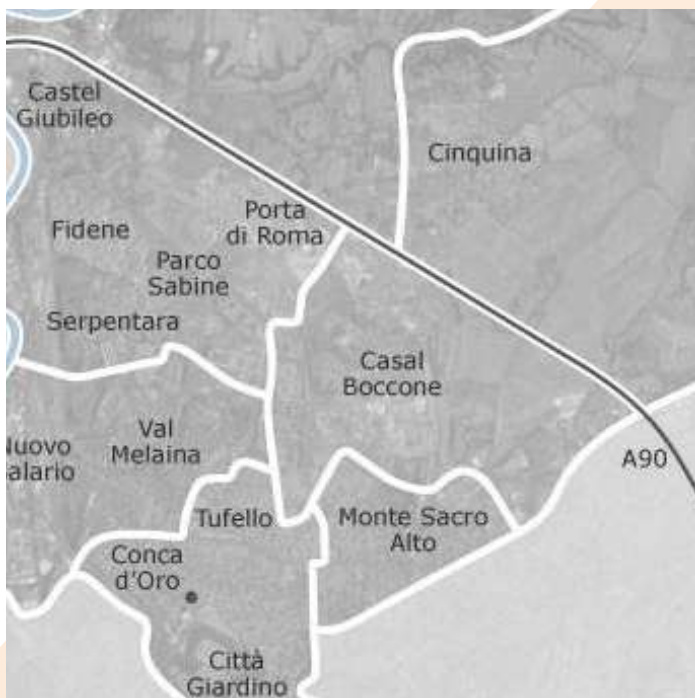 Castel
Giubileo
Cinquina
Porta
di Roma
Fidene
Parco
Sabine
Serpentara
Casal
Boccone
Val
Melaina
Nuovo
alario
A90
Tufello
Monte Sacro
Alto
Conca
d'Oro
Città
Giardino